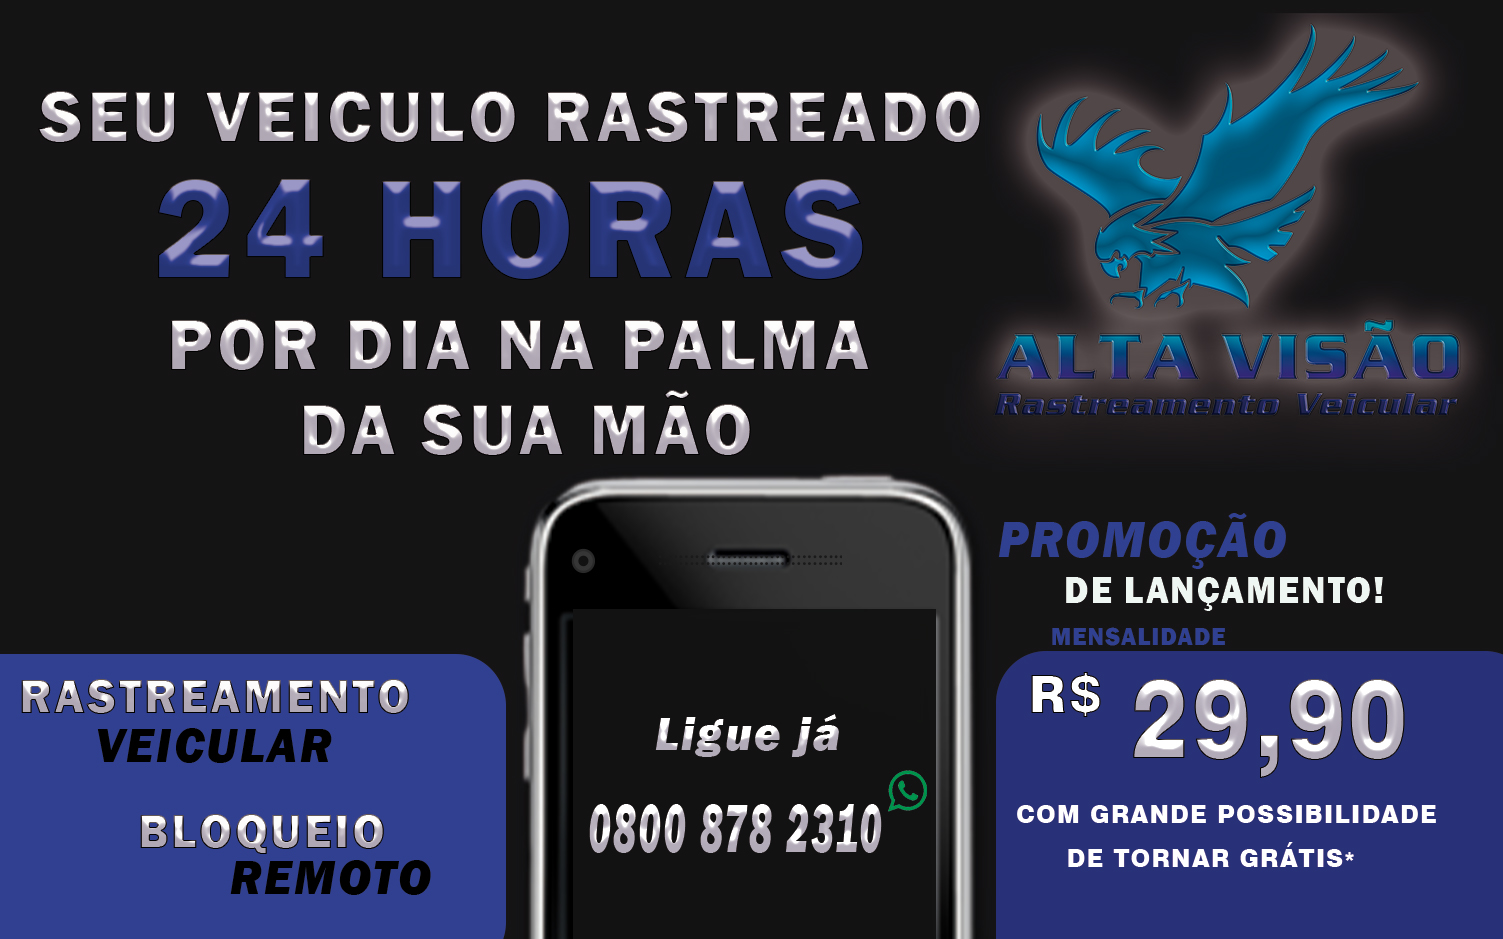 SEU VEICULO RASTREADO
24 HORAS
POR DIA NA PALMA
DA SUA MÃO
ALTA VISÃO
Rastreamento Veicular
PROMOÇÃO
DE LANÇAMENTO!
MENSALIDADE
R$ 29,90
COM GRANDE POSSIBILIDADE
DE TORNAR GRÁTIS*
RASTREAMENTO
VEICULAR
BLOQUEIO
REMOTO
Ligue já
0800 878 2310